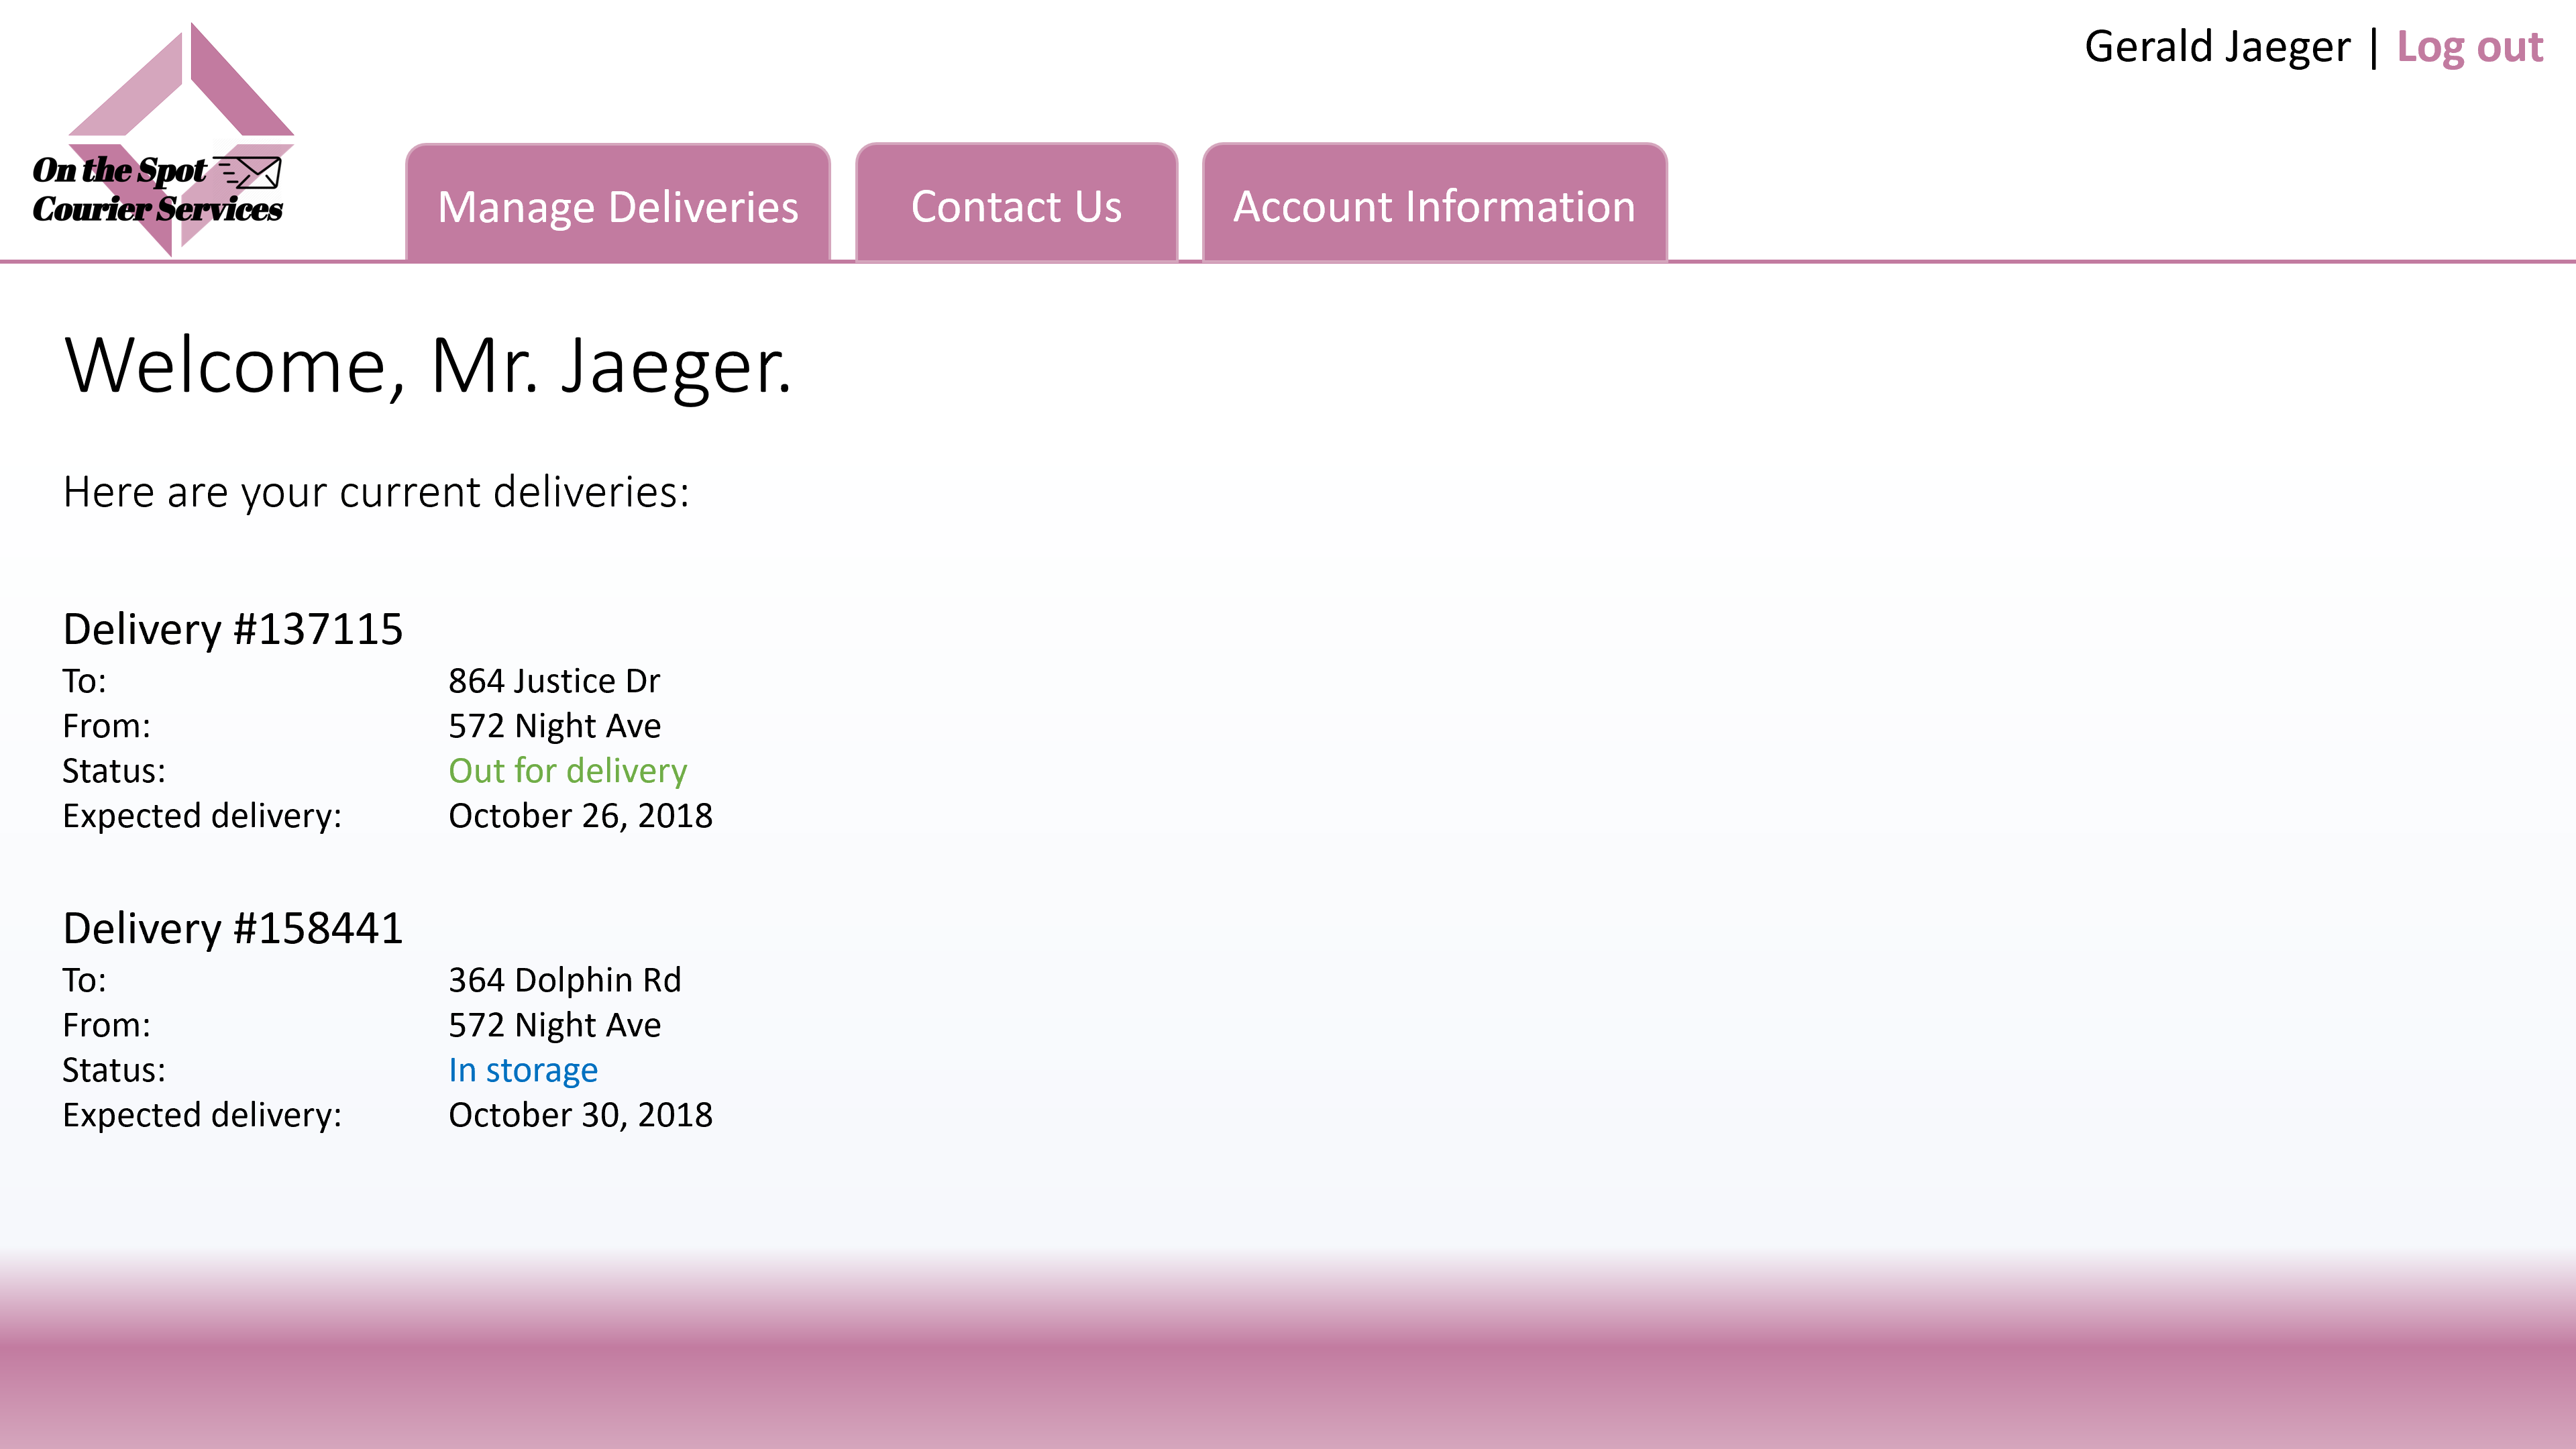 Gerald Jaeger | Log out
On the Spot
Courier Services
Manage Deliveries
Contact Us
Account Information
Welcome, Mr. Jaeger.
Here are your current deliveries:
Delivery #137115
To: 864 Justice Dr
From: 572 Night Ave
Status: Out for delivery
Expected delivery: October 26, 2018
Delivery #158441
To: 364 Dolphin Rd
From: 572 Night Ave
Status: In storage
Expected delivery: October 30, 2018